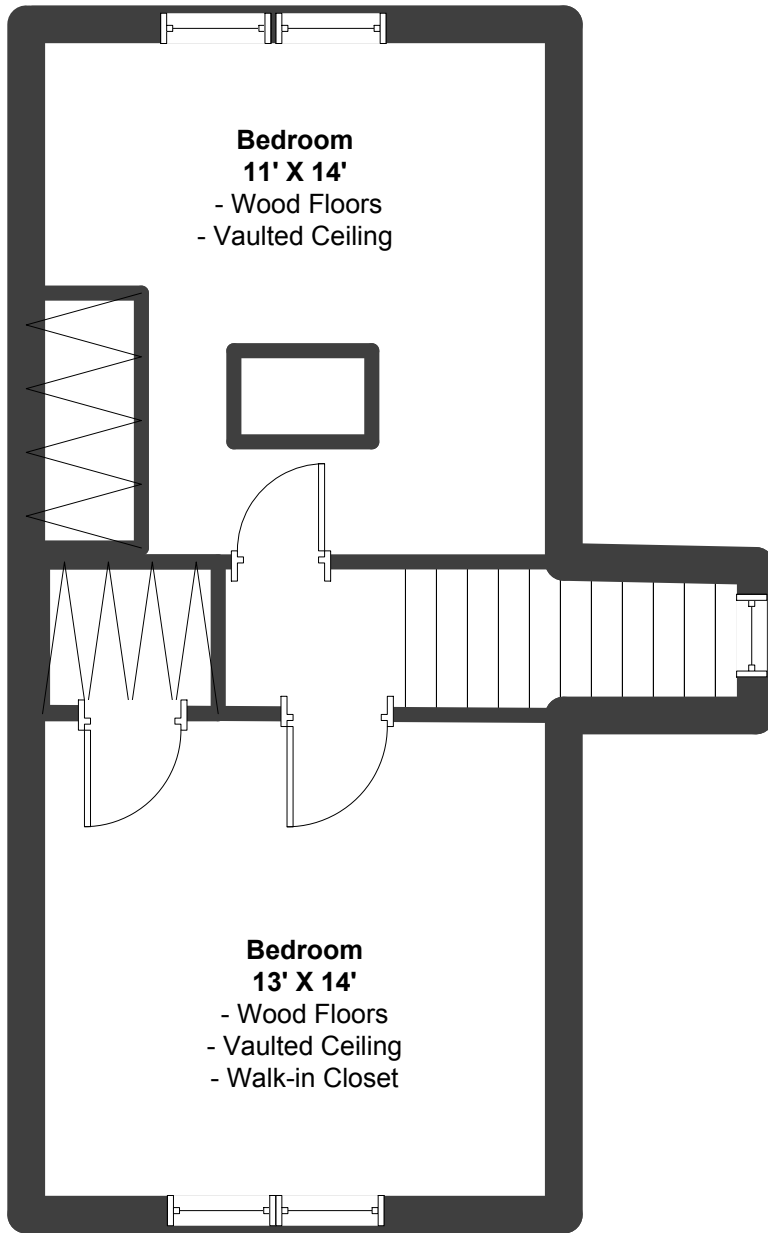 Bedroom
11' X 14'
- Wood Floors
- Vaulted Ceiling
Bedroom
13' X 14'
- Wood Floors
- Vaulted Ceiling
- Walk-in Closet